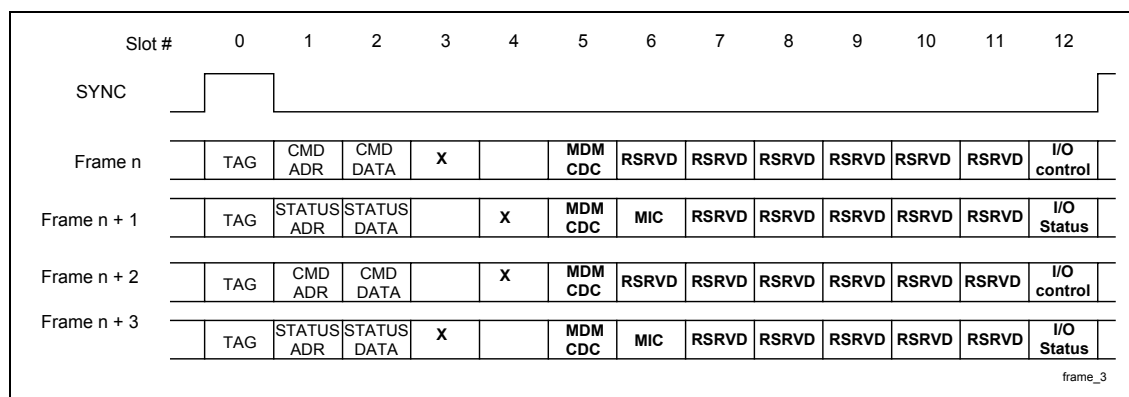 Slot # 0 1 2 3 4 5 6 7 8 9 10 11 12
SYNC
Frame n TAG CMD ADR CMD DATA X MDM CDC RSRVD RSRVD RSRVD RSRVD RSRVD RSRVD I/O control
Frame n + 1 TAG STATUS ADR STATUS DATA X MDM CDC MIC RSRVD RSRVD RSRVD RSRVD RSRVD I/O Status
Frame n + 2 TAG CMD ADR CMD DATA X MDM CDC RSRVD RSRVD RSRVD RSRVD RSRVD RSRVD I/O control
Frame n + 3 TAG STATUS ADR STATUS DATA X MDM CDC MIC RSRVD RSRVD RSRVD RSRVD RSRVD I/O Status
frame_3